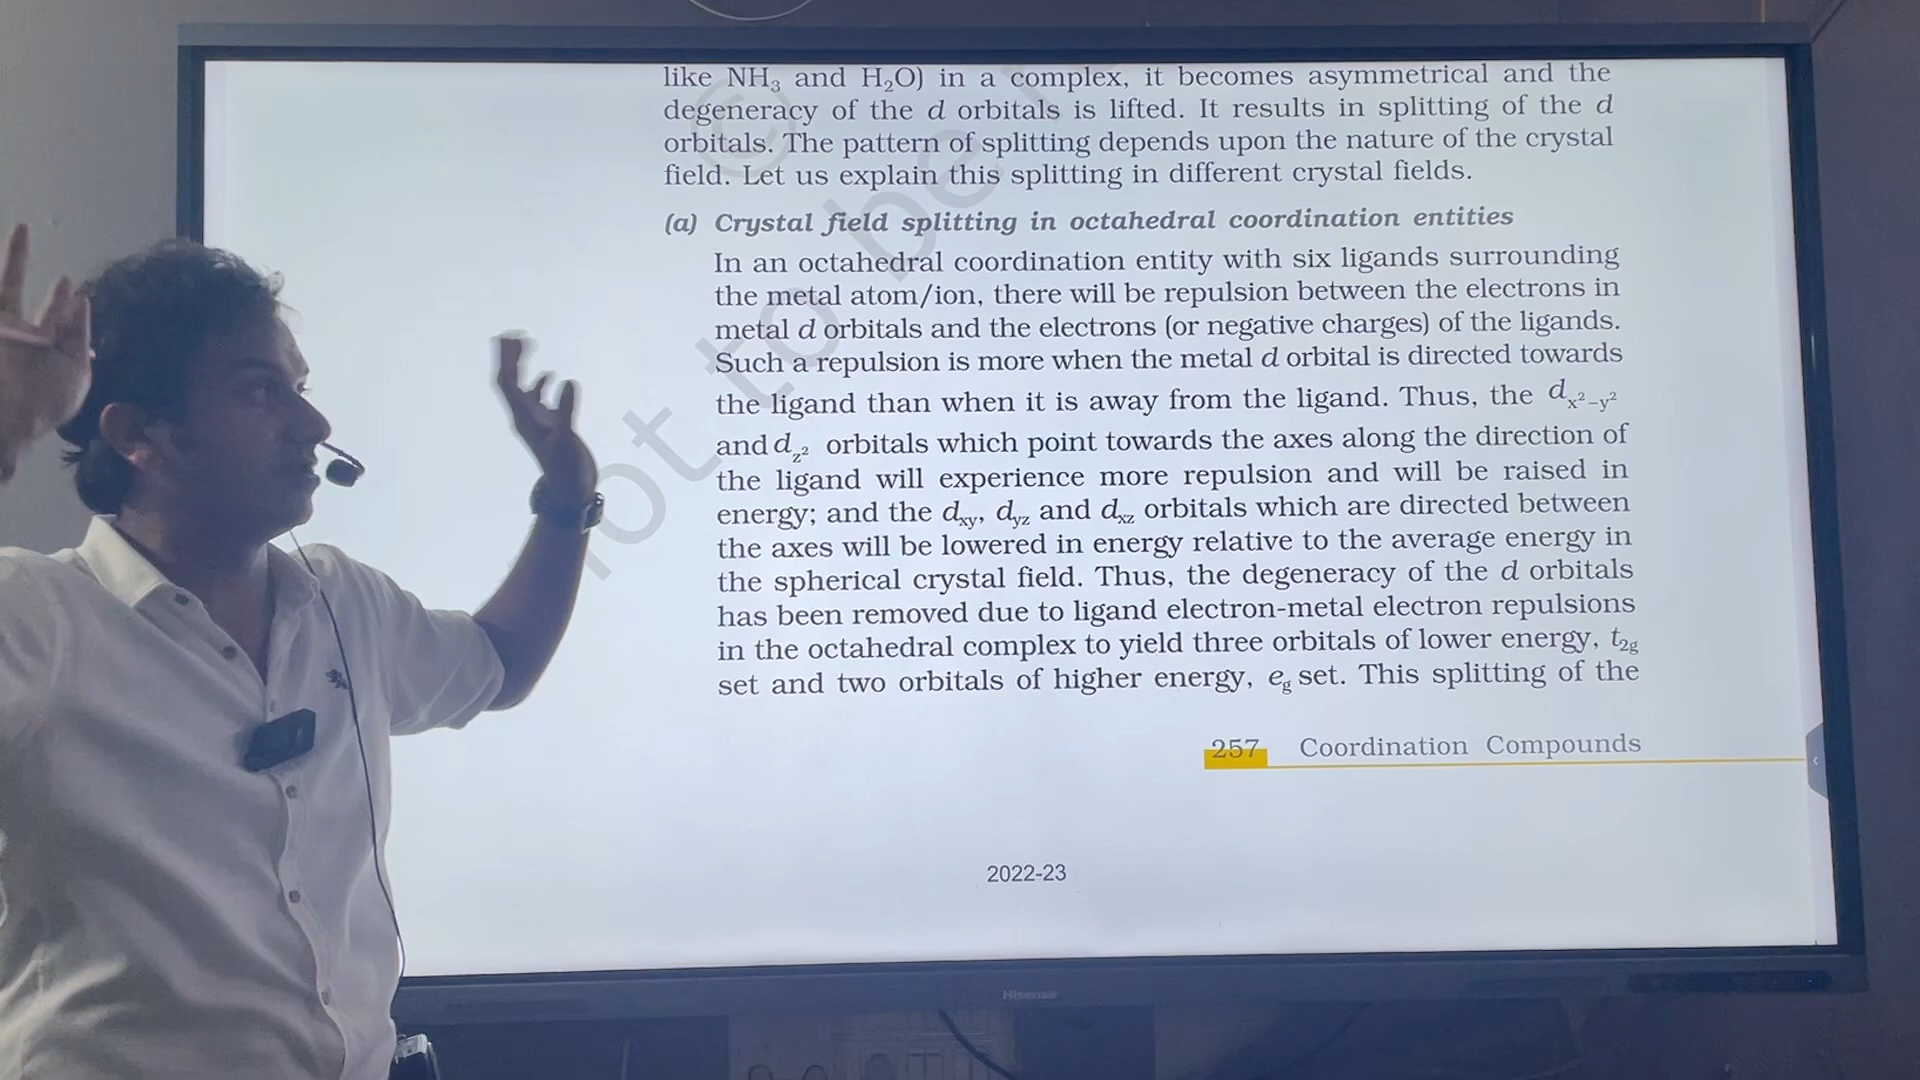 like NH₃ and H₂O) in a complex, it becomes asymmetrical and the
degeneracy of the d orbitals is lifted. It results in splitting of the d
orbitals. The pattern of splitting depends upon the nature of the crystal
field. Let us explain this splitting in different crystal fields.
(a) Crystal field splitting in octahedral coordination entities
In an octahedral coordination entity with six ligands surrounding
the metal atom/ion, there will be repulsion between the electrons in
metal d orbitals and the electrons (or negative charges) of the ligands.
Such a repulsion is more when the metal d orbital is directed towards
the ligand than when it is away from the ligand. Thus, the dₓ²₋ᵧ²
and d_z² orbitals which point towards the axes along the direction of
the ligand will experience more repulsion and will be raised in
energy; and the d_xy, d_yz and d_xz orbitals which are directed between
the axes will be lowered in energy relative to the average energy in
the spherical crystal field. Thus, the degeneracy of the d orbitals
has been removed due to ligand electron-metal electron repulsions
in the octahedral complex to yield three orbitals of lower energy, t₂g
set and two orbitals of higher energy, e_g set. This splitting of the
257 Coordination Compounds
2022-23
© not to be
Hisense